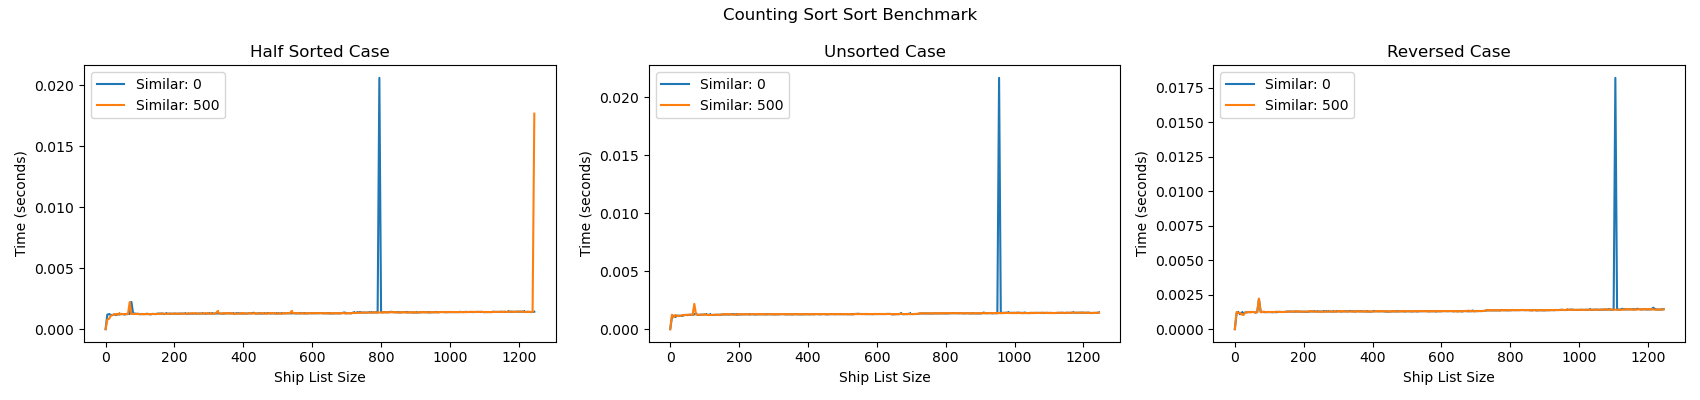 Counting Sort Sort Benchmark
Half Sorted Case
Similar: 0
Similar: 500
0.020
0.015
0.010
0.005
0.000
Time (seconds)
0 200 400 600 800 1000 1200
Ship List Size
Unsorted Case
Similar: 0
Similar: 500
0.020
0.015
0.010
0.005
0.000
Time (seconds)
0 200 400 600 800 1000 1200
Ship List Size
Reversed Case
Similar: 0
Similar: 500
0.0175
0.0150
0.0125
0.0100
0.0075
0.0050
0.0025
0.0000
Time (seconds)
0 200 400 600 800 1000 1200
Ship List Size